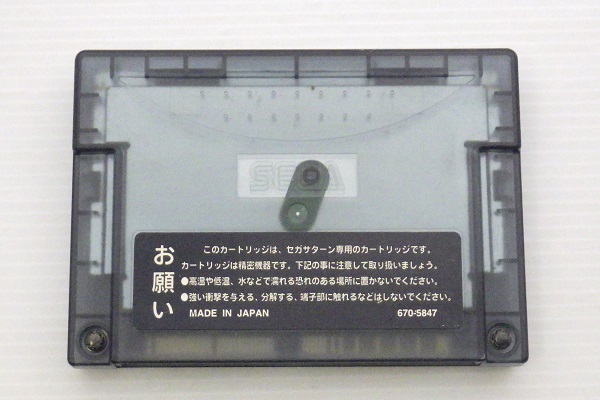 SEGA
お願い
このカートリッジは、セガサターン専用のカートリッジです。
カートリッジは精密機器です。下記の事に注意して取り扱いましょう。
●高温や低温、水などで濡れる恐れのある場所に置かないでください。
●強い衝撃を与える、分解する、端子部に触れるなどはしないでください。
MADE IN JAPAN 670-5847